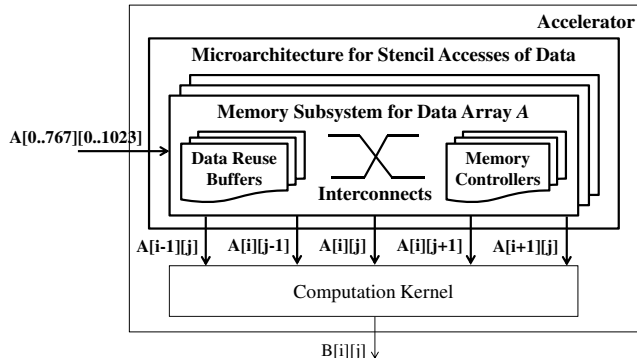 Accelerator
Microarchitecture for Stencil Accesses of Data
Memory Subsystem for Data Array A
A[0..767][0..1023]
Data Reuse
Buffers
Interconnects
Memory
Controllers
A[i-1][j] A[i][j-1] A[i][j] A[i][j+1] A[i+1][j]
Computation Kernel
B[i][j]